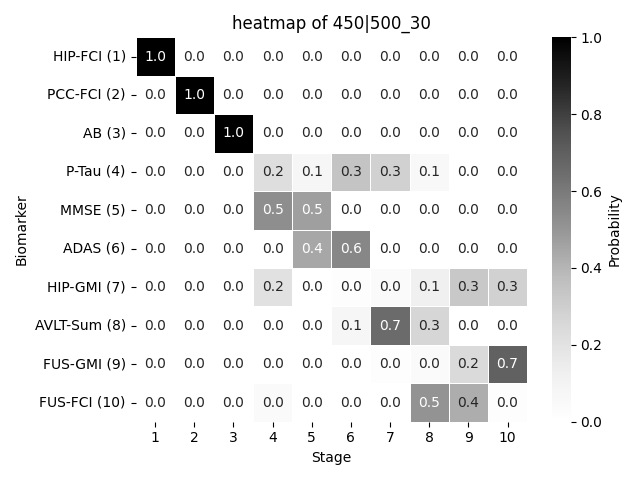 heatmap of 450|500_30
HIP-FCI (1) 1.0 0.0 0.0 0.0 0.0 0.0 0.0 0.0 0.0 0.0
PCC-FCI (2) 0.0 1.0 0.0 0.0 0.0 0.0 0.0 0.0 0.0 0.0
AB (3) 0.0 0.0 1.0 0.0 0.0 0.0 0.0 0.0 0.0 0.0
P-Tau (4) 0.0 0.0 0.0 0.2 0.1 0.3 0.3 0.1 0.0 0.0
MMSE (5) 0.0 0.0 0.0 0.5 0.5 0.0 0.0 0.0 0.0 0.0
ADAS (6) 0.0 0.0 0.0 0.0 0.4 0.6 0.0 0.0 0.0 0.0
HIP-GMI (7) 0.0 0.0 0.0 0.2 0.0 0.0 0.0 0.1 0.3 0.3
AVLT-Sum (8) 0.0 0.0 0.0 0.0 0.0 0.1 0.7 0.3 0.0 0.0
FUS-GMI (9) 0.0 0.0 0.0 0.0 0.0 0.0 0.0 0.0 0.2 0.7
FUS-FCI (10) 0.0 0.0 0.0 0.0 0.0 0.0 0.0 0.5 0.4 0.0
1 2 3 4 5 6 7 8 9 10
Stage
Biomarker
1.0
0.8
0.6
0.4
0.2
0.0
Probability